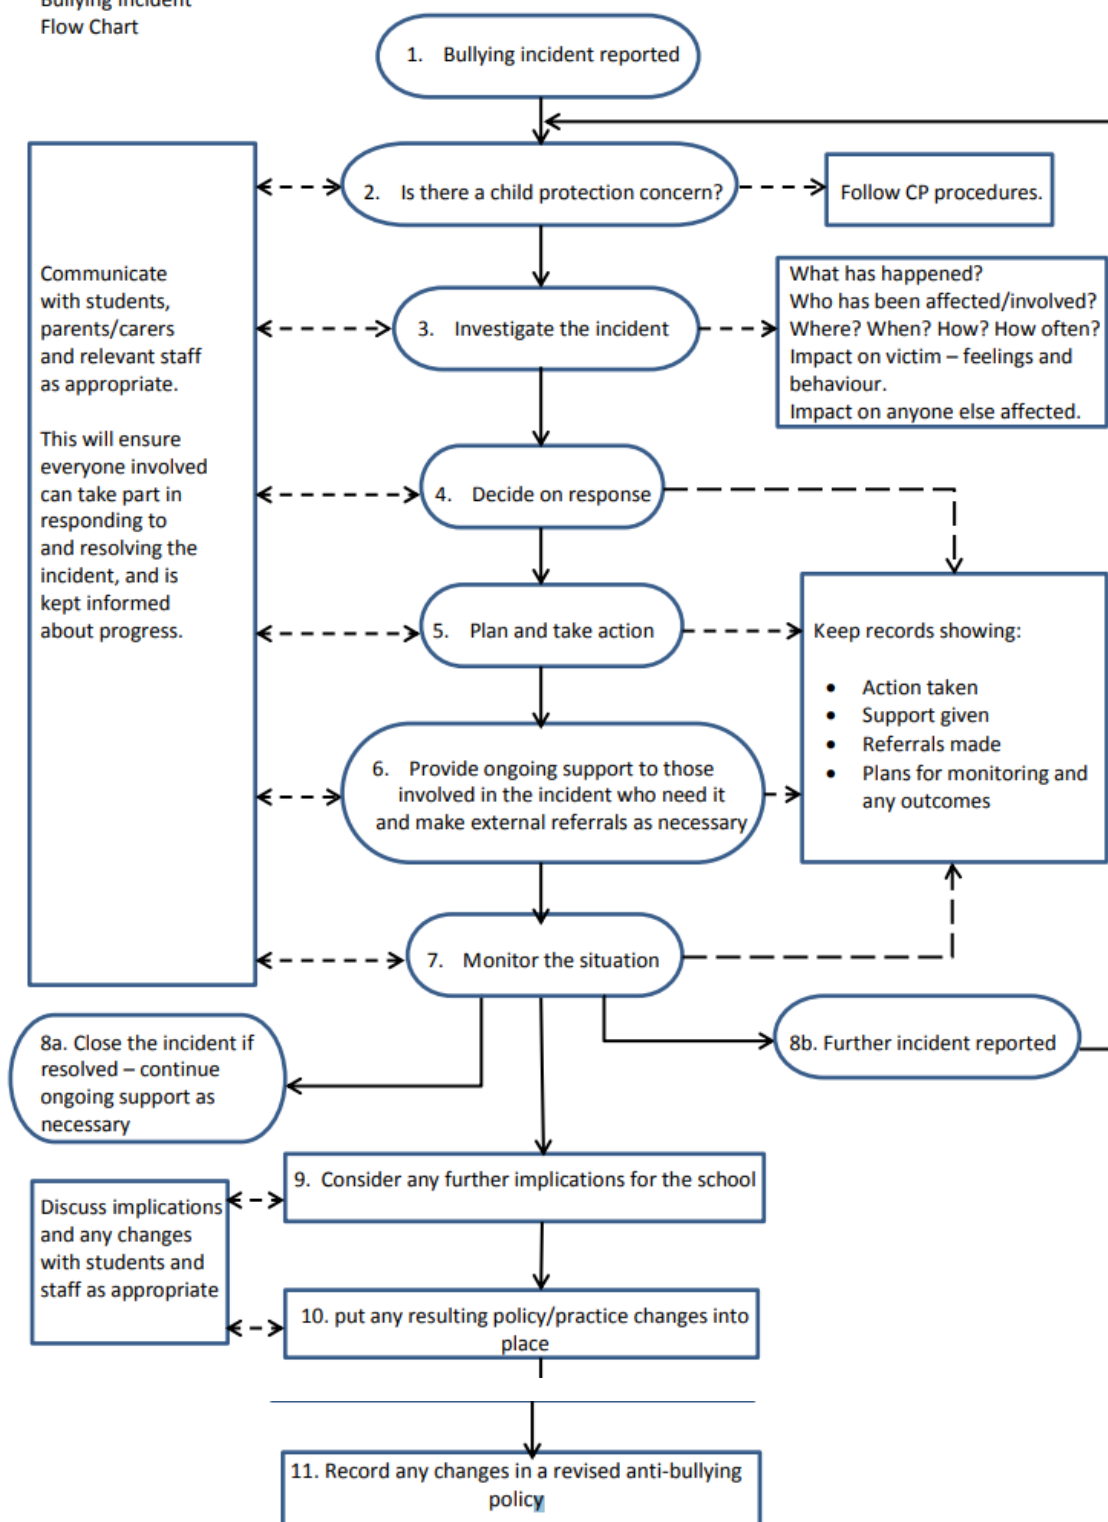 Bullying Incident
Flow Chart
1. Bullying incident reported
2. Is there a child protection concern?
Follow CP procedures.
Communicate
with students,
parents/carers
and relevant staff
as appropriate.
This will ensure
everyone involved
can take part in
responding to
and resolving the
incident, and is
kept informed
about progress.
3. Investigate the incident
What has happened?
Who has been affected/involved?
Where? When? How? How often?
Impact on victim – feelings and
behaviour.
Impact on anyone else affected.
4. Decide on response
5. Plan and take action
Keep records showing:
• Action taken
• Support given
• Referrals made
• Plans for monitoring and
any outcomes
6. Provide ongoing support to those
involved in the incident who need it
and make external referrals as necessary
7. Monitor the situation
8a. Close the incident if
resolved – continue
ongoing support as
necessary
8b. Further incident reported
9. Consider any further implications for the school
Discuss implications
and any changes
with students and
staff as appropriate
10. put any resulting policy/practice changes into
place
11. Record any changes in a revised anti-bullying
policy